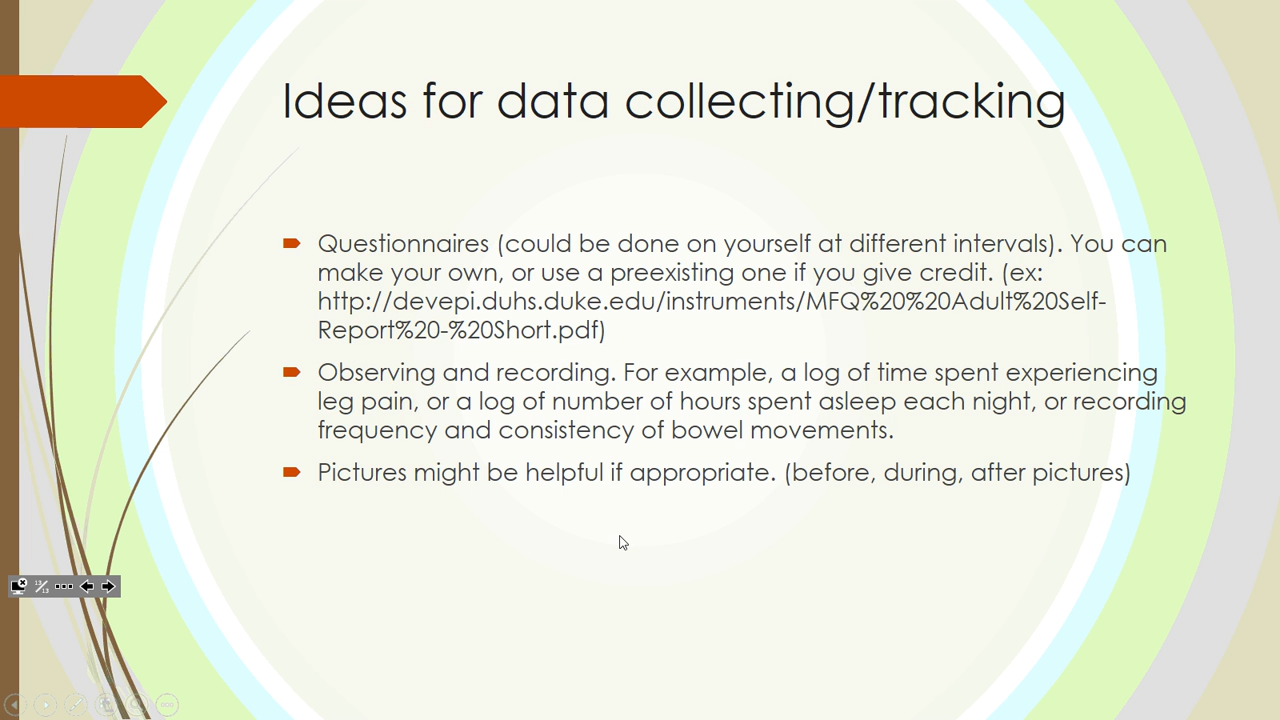 Ideas for data collecting/tracking
Questionnaires (could be done on yourself at different intervals). You can
make your own, or use a preexisting one if you give credit. (ex:
http://devepi.duhs.duke.edu/instruments/MFQ%20%20Adult%20Self-
Report%20-%20Short.pdf)
Observing and recording. For example, a log of time spent experiencing
leg pain, or a log of number of hours spent asleep each night, or recording
frequency and consistency of bowel movements.
Pictures might be helpful if appropriate. (before, during, after pictures)
13/13